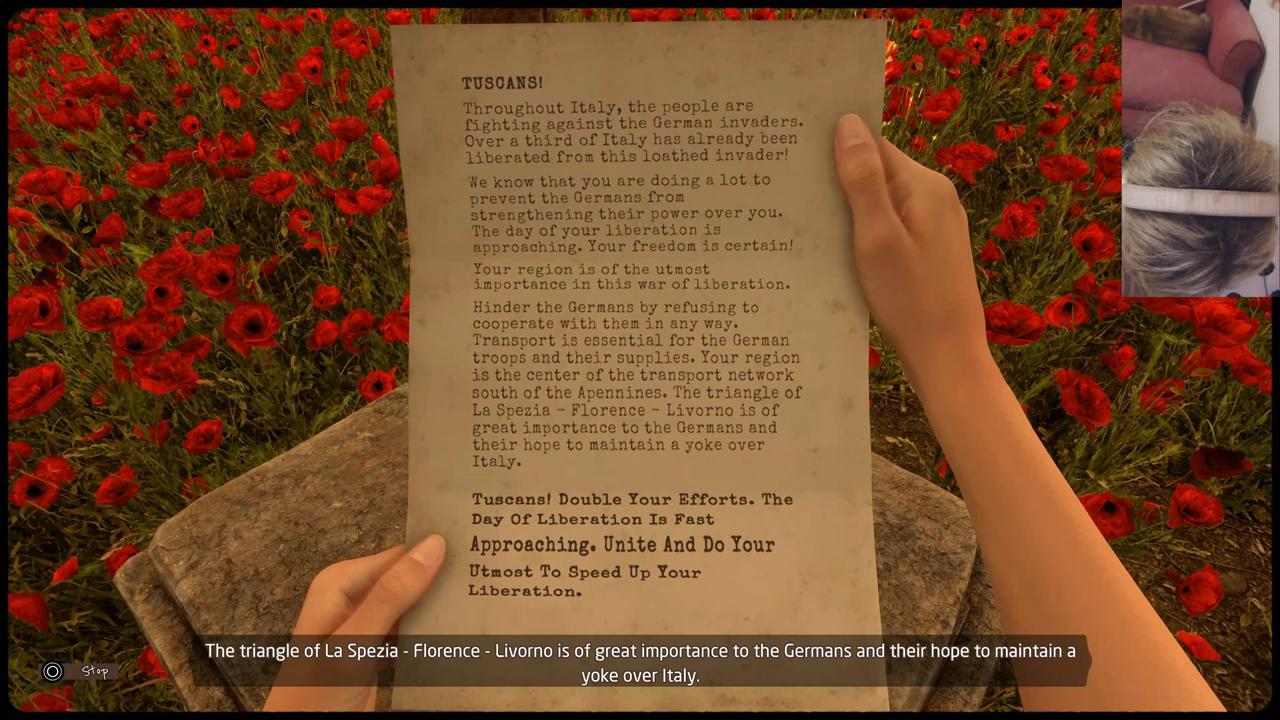 TUSCANS!
Throughout Italy, the people are
fighting against the German invaders.
Over a third of Italy has already been
liberated from this loathed invader!
We know that you are doing a lot to
prevent the Germans from
strengthening their power over you.
The day of your liberation is
approaching. Your freedom is certain!
Your region is of the utmost
importance in this war of liberation.
Hinder the Germans by refusing to
cooperate with them in any way.
Transport is essential for the German
troops and their supplies. Your region
is the center of the transport network
south of the Apennines. The triangle of
La Spezia - Florence - Livorno is of
great importance to the Germans and
their hope to maintain a yoke over
Italy.
Tuscans! Double Your Efforts. The
Day Of Liberation Is Fast
Approaching. Unite And Do Your
Utmost To Speed Up Your
Liberation.
The triangle of La Spezia - Florence - Livorno is of great importance to the Germans and their hope to maintain a
yoke over Italy.
Stop